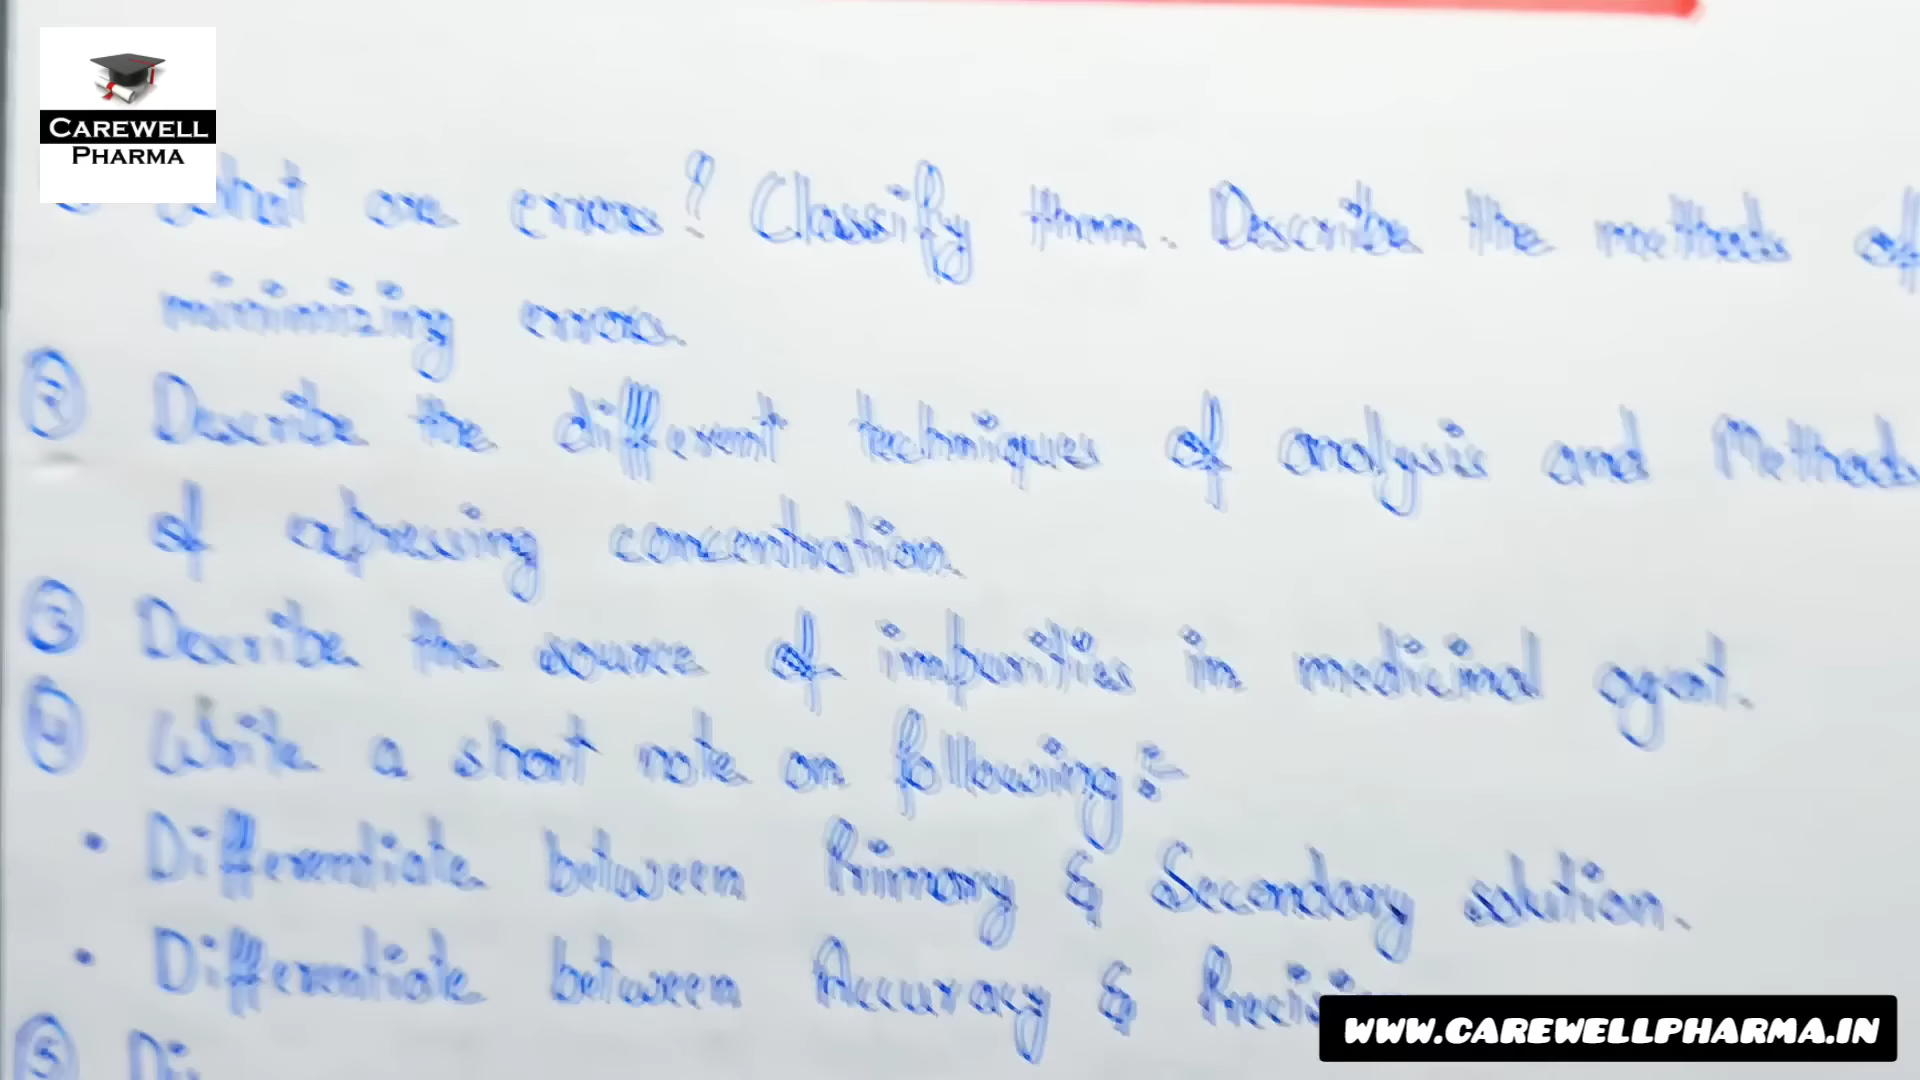 CAREWELL
PHARMA
What are errors? Classify them. Describe the methods of
minimizing errors.
② Describe the different techniques of analysis and Methods
of expressing concentration.
③ Describe the source of impurities in medicinal agent.
④ Write a short note on following:-
• Differentiate between Primary & Secondary solution.
• Differentiate between Accuracy & Precisi
⑤ Di
WWW.CAREWELLPHARMA.IN